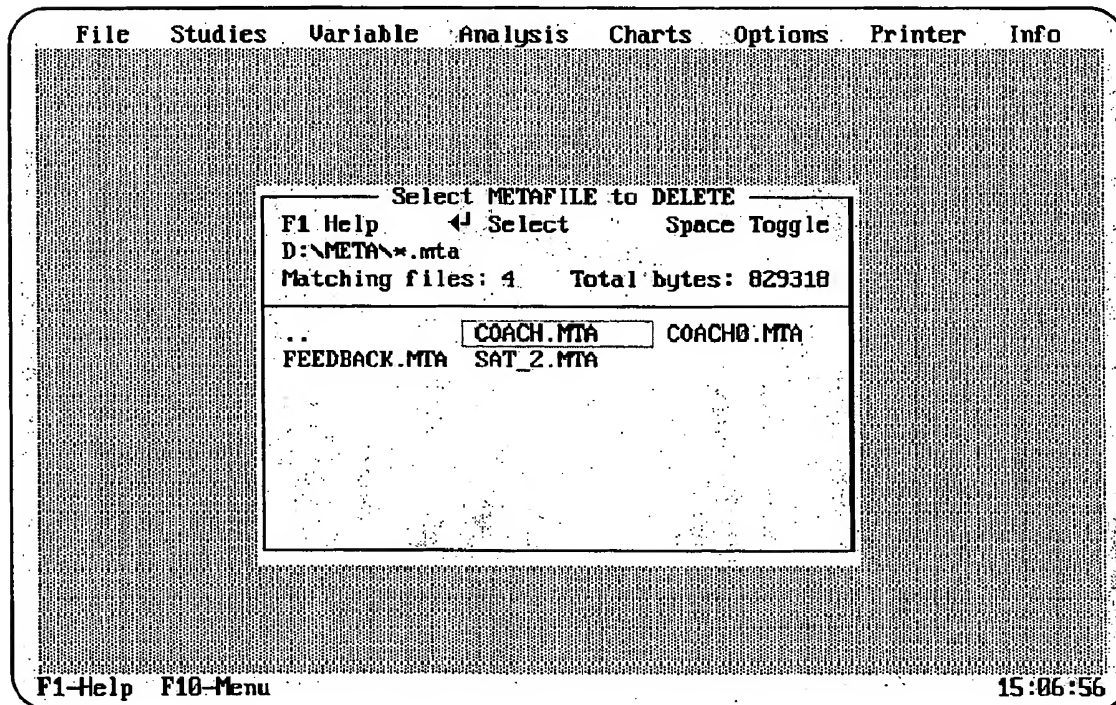 File Studies Variable Analysis Charts Options Printer Info
Select METAFILE to DELETE
F1 Help ↵ Select Space Toggle
D:\META\*.mta
Matching files: 4 Total bytes: 829318
.. COACH.MTA COACH0.MTA
FEEDBACK.MTA SAT_2.MTA
F1-Help F10-Menu 15:06:56